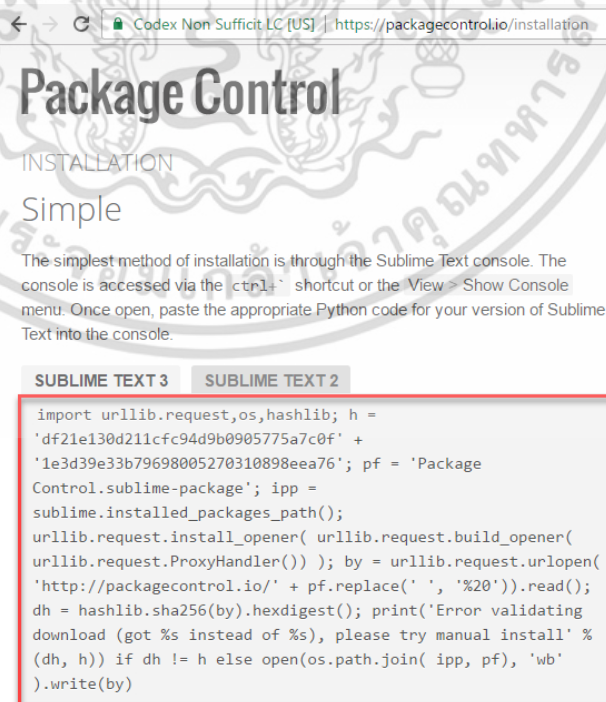 Codex Non Sufficit LC [US] | https://packagecontrol.io/installation
Package Control
INSTALLATION
Simple
The simplest method of installation is through the Sublime Text console. The
console is accessed via the ctrl+` shortcut or the View > Show Console
menu. Once open, paste the appropriate Python code for your version of Sublime
Text into the console.
SUBLIME TEXT 3 SUBLIME TEXT 2
import urllib.request,os,hashlib; h =
'df21e130d211cfc94d9b0905775a7c0f' +
'1e3d39e33b79698005270310898eea76'; pf = 'Package
Control.sublime-package'; ipp =
sublime.installed_packages_path();
urllib.request.install_opener( urllib.request.build_opener(
urllib.request.ProxyHandler()) ); by = urllib.request.urlopen(
'http://packagecontrol.io/' + pf.replace(' ', '%20')).read();
dh = hashlib.sha256(by).hexdigest(); print('Error validating
download (got %s instead of %s), please try manual install' %
(dh, h)) if dh != h else open(os.path.join( ipp, pf), 'wb'
).write(by)